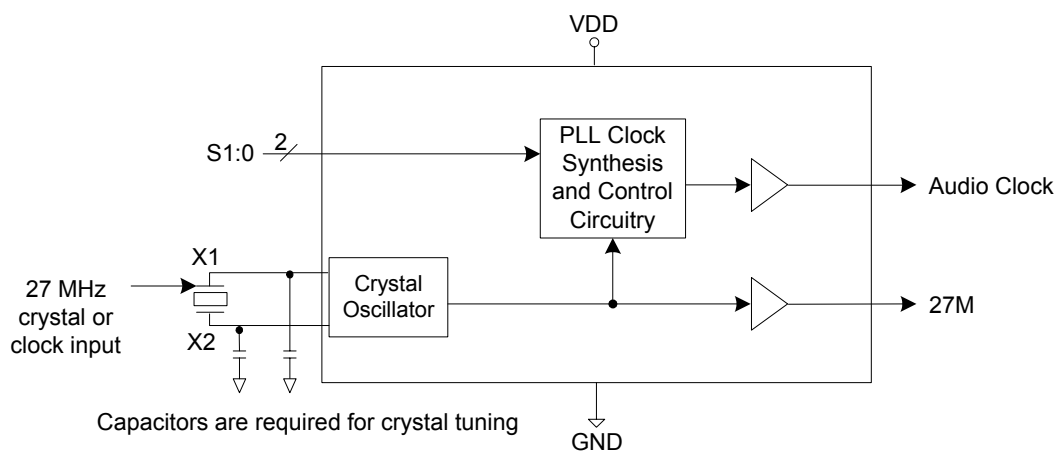 VDD
S1:0
2
PLL Clock
Synthesis
and Control
Circuitry
Audio Clock
X1
27 MHz
crystal or
clock input
X2
Crystal
Oscillator
27M
Capacitors are required for crystal tuning
GND